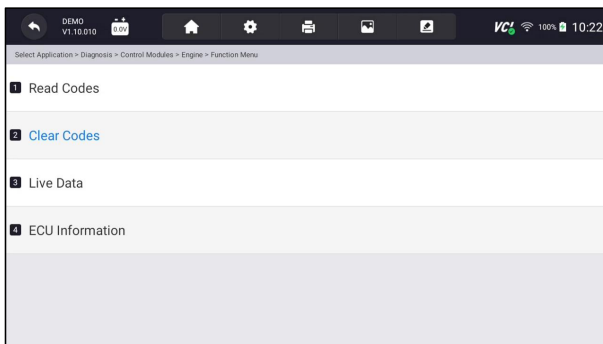 DEMO
V1.10.010
0.0V
VCI
100%
10:22
Select Application > Diagnosis > Control Modules > Engine > Function Menu
1 Read Codes
2 Clear Codes
3 Live Data
4 ECU Information